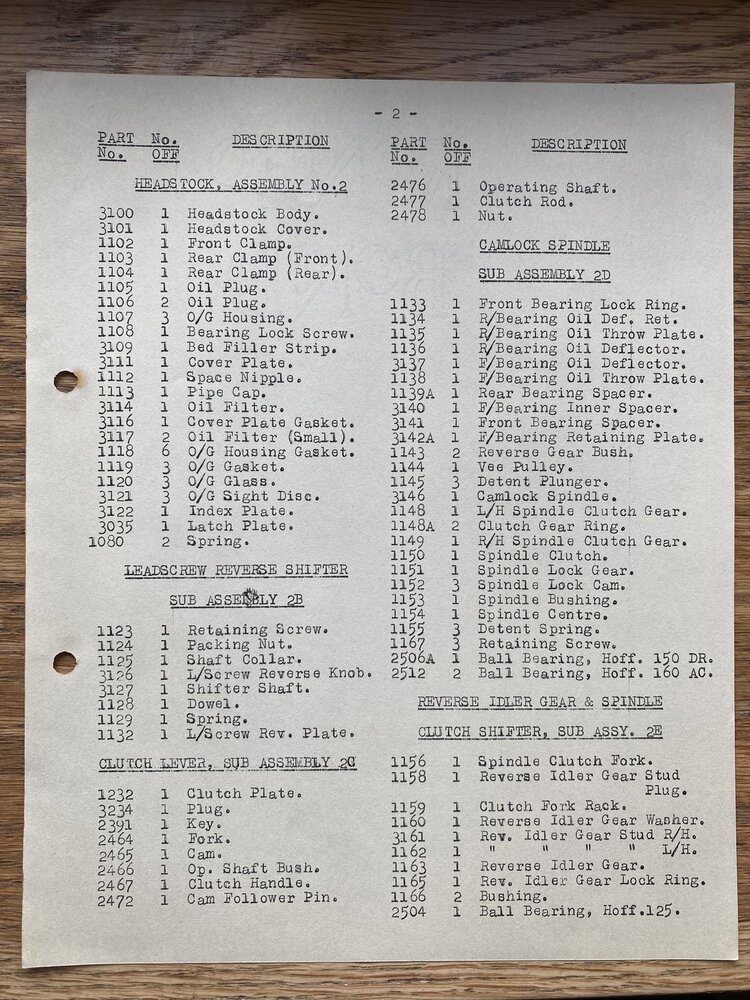 - 2 -
PART No. DESCRIPTION
No. OFF
HEADSTOCK, ASSEMBLY No.2
3100 1 Headstock Body.
3101 1 Headstock Cover.
1102 1 Front Clamp.
1103 1 Rear Clamp (Front).
1104 1 Rear Clamp (Rear).
1105 1 Oil Plug.
1106 2 Oil Plug.
1107 3 O/G Housing.
1108 1 Bearing Lock Screw.
3109 1 Bed Filler Strip.
3111 1 Cover Plate.
1112 1 Space Nipple.
1113 1 Pipe Cap.
3114 1 Oil Filter.
3116 1 Cover Plate Gasket.
3117 2 Oil Filter (Small).
1118 6 O/G Housing Gasket.
1119 3 O/G Gasket.
1120 3 O/G Glass.
3121 3 O/G Sight Disc.
3122 1 Index Plate.
3035 1 Latch Plate.
1080 2 Spring.
LEADSCREW REVERSE SHIFTER
SUB ASSEMBLY 2B
1123 1 Retaining Screw.
1124 1 Packing Nut.
1125 1 Shaft Collar.
3126 1 L/Screw Reverse Knob.
3127 1 Shifter Shaft.
1128 1 Dowel.
1129 1 Spring.
1132 1 L/Screw Rev. Plate.
CLUTCH LEVER, SUB ASSEMBLY 2C
1232 1 Clutch Plate.
3234 1 Plug.
2391 1 Key.
2464 1 Fork.
2465 1 Cam.
2466 1 Op. Shaft Bush.
2467 1 Clutch Handle.
2472 1 Cam Follower Pin.
PART No. DESCRIPTION
No. OFF
2476 1 Operating Shaft.
2477 1 Clutch Rod.
2478 1 Nut.
CAMLOCK SPINDLE
SUB ASSEMBLY 2D
1133 1 Front Bearing Lock Ring.
1134 1 R/Bearing Oil Def. Ret.
1135 1 R/Bearing Oil Throw Plate.
1136 1 R/Bearing Oil Deflector.
3137 1 F/Bearing Oil Deflector.
1138 1 F/Bearing Oil Throw Plate.
1139A 1 Rear Bearing Spacer.
3140 1 F/Bearing Inner Spacer.
3141 1 Front Bearing Spacer.
3142A 1 F/Bearing Retaining Plate.
1143 2 Reverse Gear Bush.
1144 1 Vee Pulley.
1145 3 Detent Plunger.
3146 1 Camlock Spindle.
1148 1 L/H Spindle Clutch Gear.
1148A 2 Clutch Gear Ring.
1149 1 R/H Spindle Clutch Gear.
1150 1 Spindle Clutch.
1151 1 Spindle Lock Gear.
1152 3 Spindle Lock Cam.
1153 1 Spindle Bushing.
1154 1 Spindle Centre.
1155 3 Detent Spring.
1167 3 Retaining Screw.
2506A 1 Ball Bearing, Hoff. 150 DR.
2512 2 Ball Bearing, Hoff. 160 AC.
REVERSE IDLER GEAR & SPINDLE
CLUTCH SHIFTER, SUB ASSY. 2E
1156 1 Spindle Clutch Fork.
1158 1 Reverse Idler Gear Stud
Plug.
1159 1 Clutch Fork Rack.
1160 1 Reverse Idler Gear Washer.
3161 1 Rev. Idler Gear Stud R/H.
1162 1 " " " " L/H.
1163 1 Reverse Idler Gear.
1165 1 Rev. Idler Gear Lock Ring.
1166 2 Bushing.
2504 1 Ball Bearing, Hoff.125.